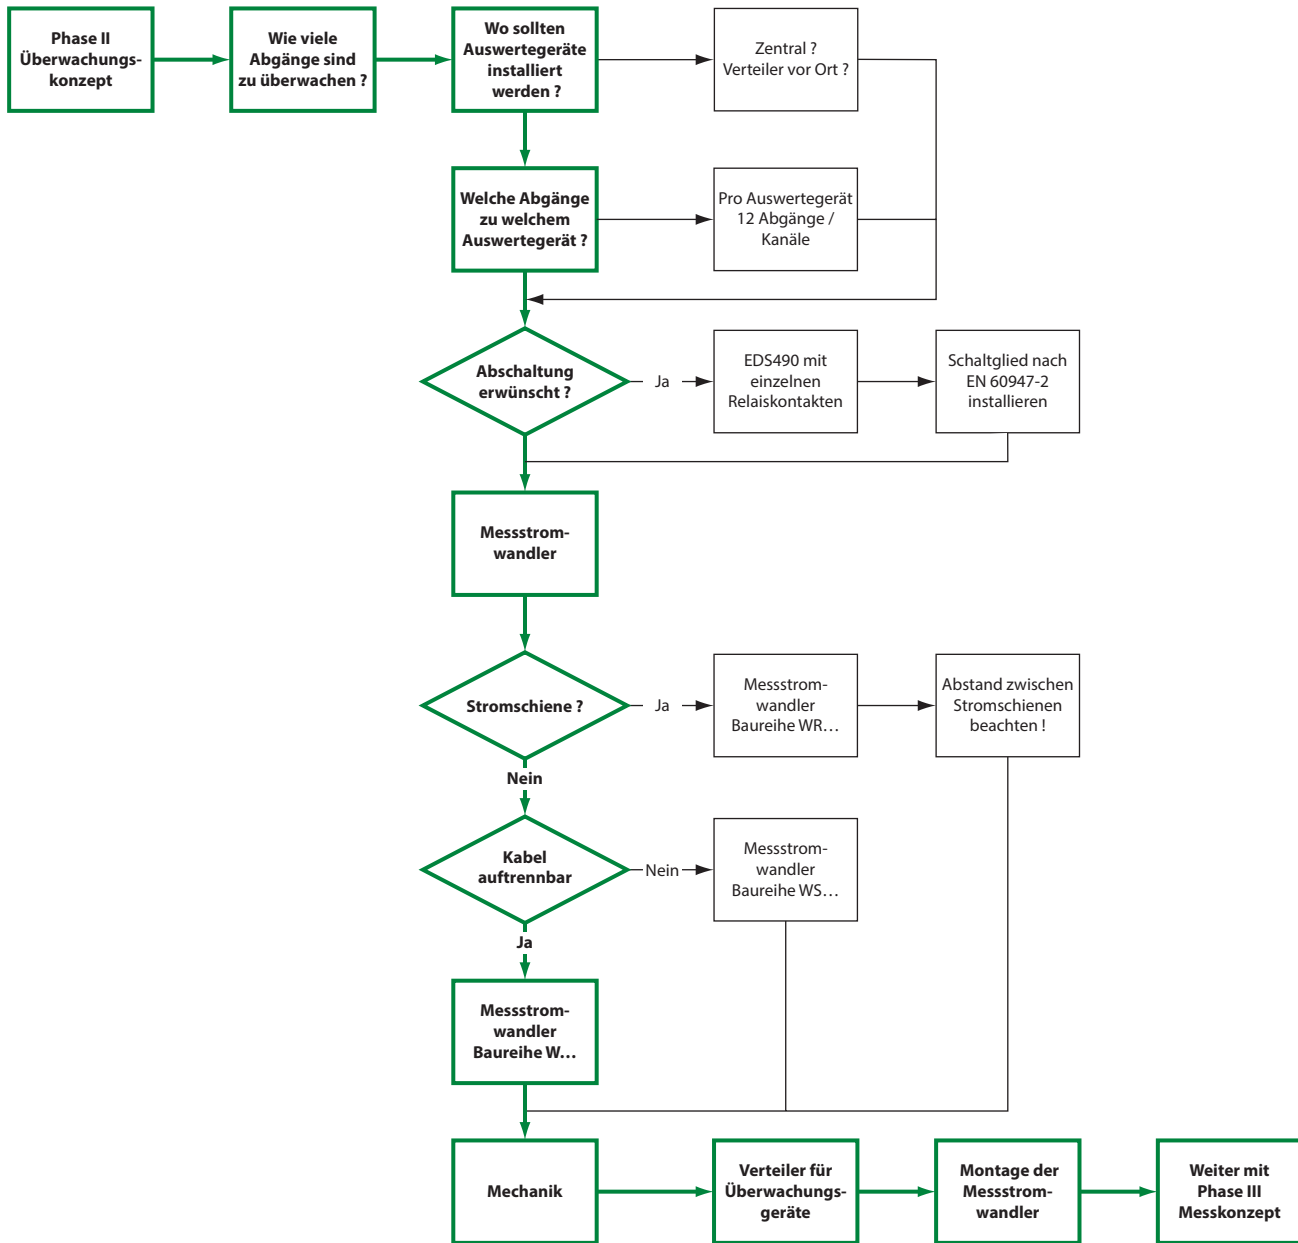 Phase II
Überwachungs-
konzept
Wie viele
Abgänge sind
zu überwachen ?
Wo sollten
Auswertegeräte
installiert
werden ?
Zentral ?
Verteiler vor Ort ?
Welche Abgänge
zu welchem
Auswertegerät ?
Pro Auswertegerät
12 Abgänge /
Kanäle
Abschaltung
erwünscht ?
Ja
EDS490 mit
einzelnen
Relaiskontakten
Schaltglied nach
EN 60947-2
installieren
Messstrom-
wandler
Stromschiene ?
Ja
Messstrom-
wandler
Baureihe WR…
Abstand zwischen
Stromschienen
beachten !
Nein
Kabel
auftrennbar
Nein
Messstrom-
wandler
Baureihe WS…
Ja
Messstrom-
wandler
Baureihe W…
Mechanik
Verteiler für
Überwachungs-
geräte
Montage der
Messstrom-
wandler
Weiter mit
Phase III
Messkonzept